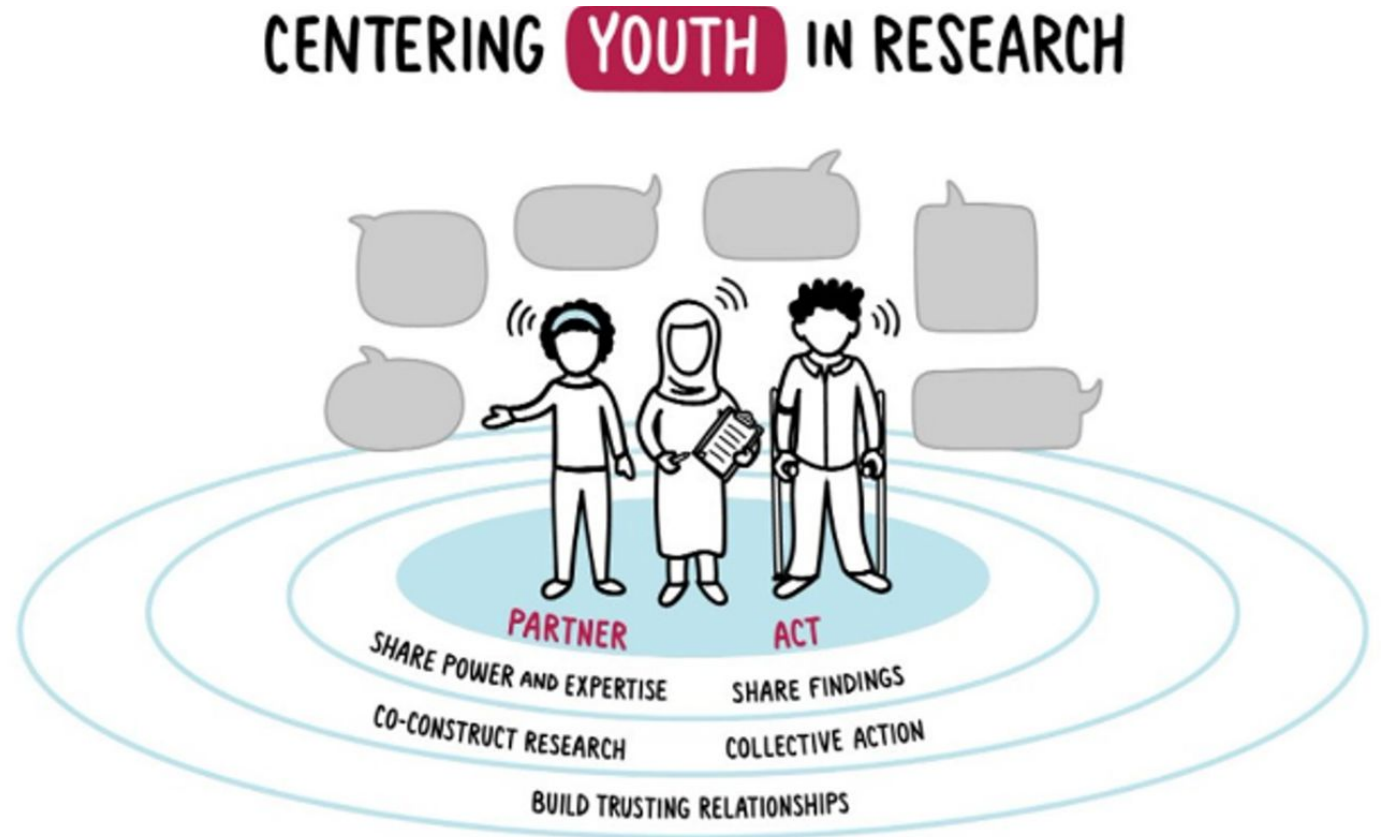 CENTERING YOUTH IN RESEARCH
PARTNER
ACT
SHARE POWER AND EXPERTISE
SHARE FINDINGS
CO-CONSTRUCT RESEARCH
COLLECTIVE ACTION
BUILD TRUSTING RELATIONSHIPS